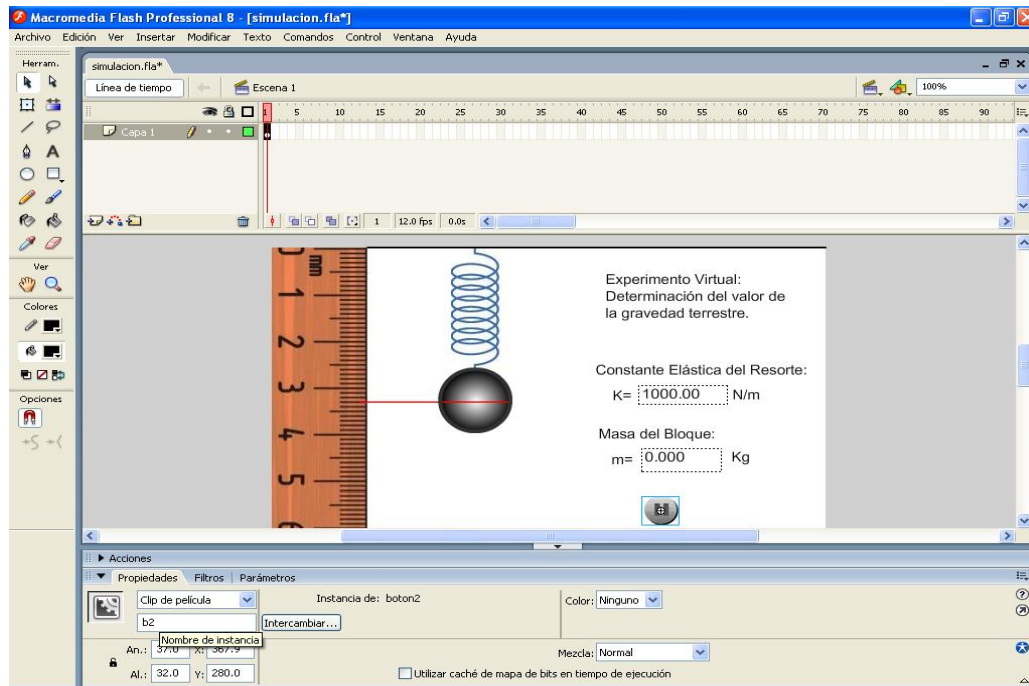 Macromedia Flash Professional 8 - [simulacion.fla*]
Archivo Edición Ver Insertar Modificar Texto Comandos Control Ventana Ayuda
Herram.
simulacion.fla*
Línea de tiempo Escena 1 100%
1 5 10 15 20 25 30 35 40 45 50 55 60 65 70 75 80 85 90
Capa 1
1 12.0 fps 0.0s
Ver
Colores
Opciones
0 mm
1
2
3
4
5
6
Experimento Virtual:
Determinación del valor de
la gravedad terrestre.
Constante Elástica del Resorte:
K= 1000.00 N/m
Masa del Bloque:
m= 0.000 Kg
Acciones
Propiedades Filtros Parámetros
Clip de película Instancia de: boton2 Color: Ninguno
b2 Intercambiar...
Nombre de instancia
An.: 37.0 X: 367.9 Mezcla: Normal
Al.: 32.0 Y: 280.0 Utilizar caché de mapa de bits en tiempo de ejecución